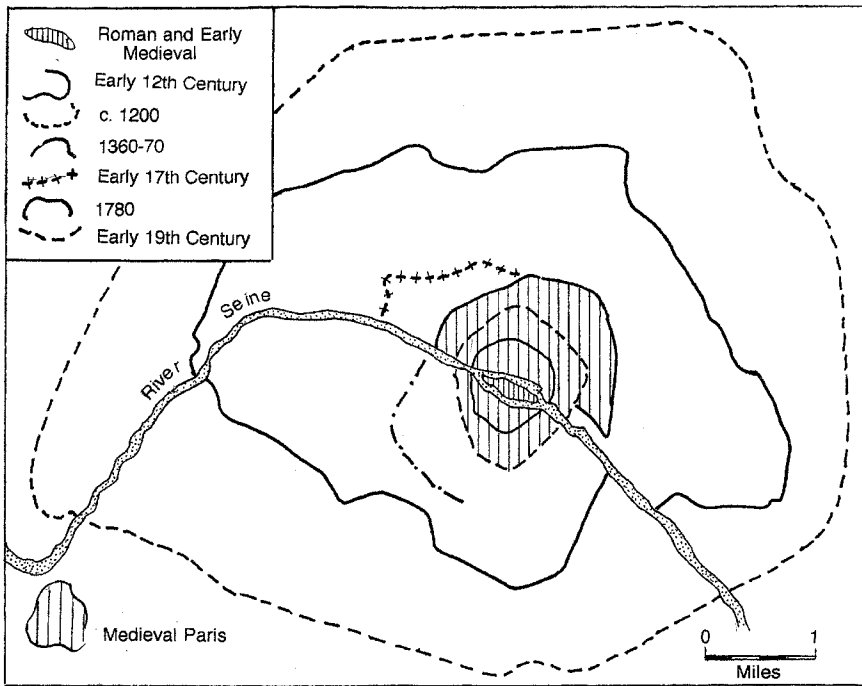 Roman and Early
Medieval
Early 12th Century
c. 1200
1360-70
Early 17th Century
1780
Early 19th Century
River Seine
Medieval Paris
0 1
Miles